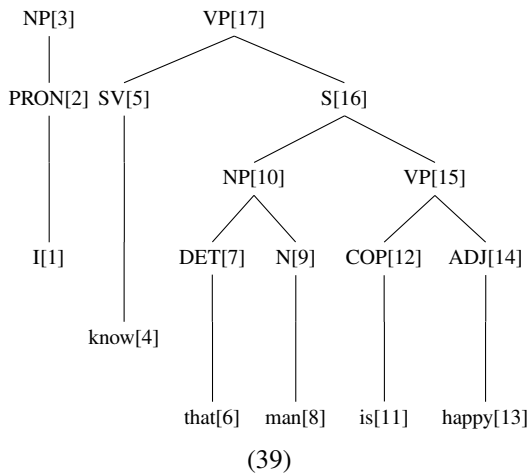 NP[3] VP[17]
PRON[2] SV[5] S[16]
NP[10] VP[15]
I[1] DET[7] N[9] COP[12] ADJ[14]
know[4]
that[6] man[8] is[11] happy[13]
(39)